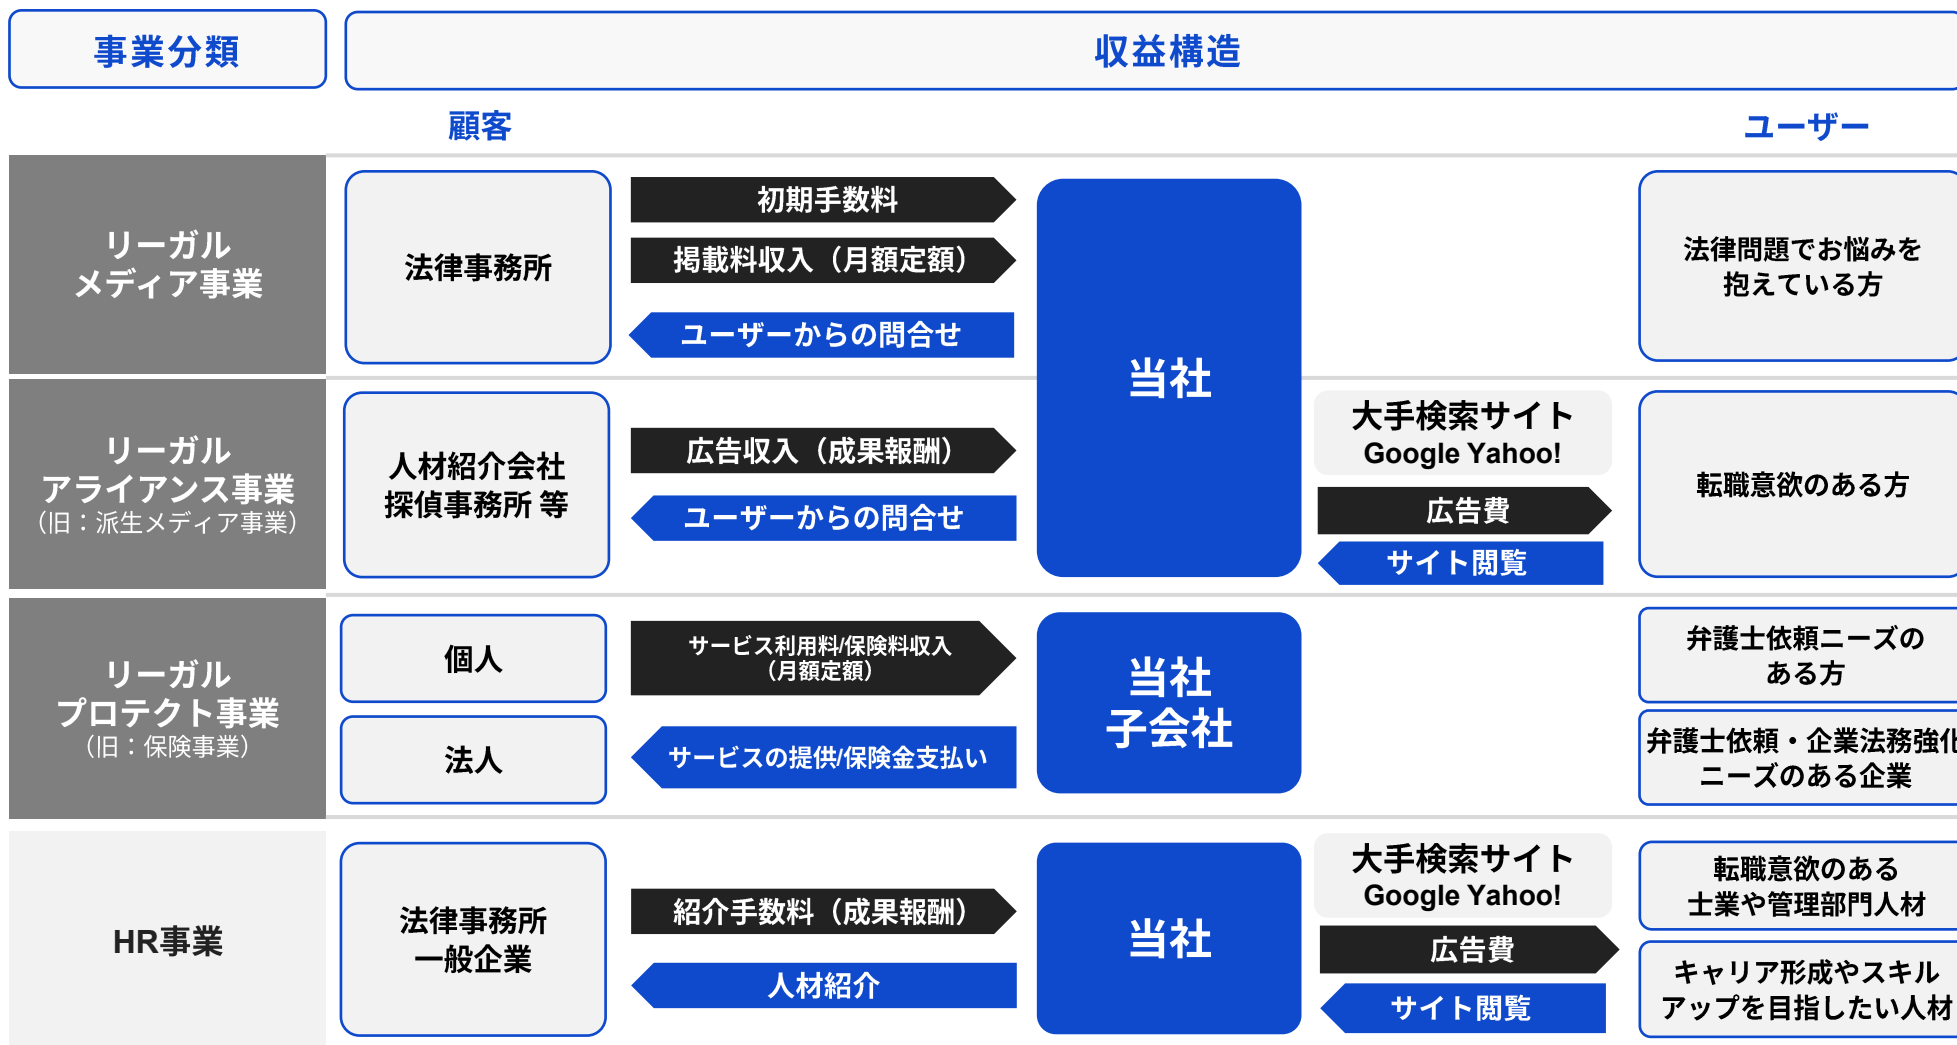 事業分類
収益構造
顧客
ユーザー
リーガル
メディア事業
法律事務所
初期手数料
掲載料収入（月額定額）
ユーザーからの問合せ
当社
法律問題でお悩みを
抱えている方
リーガル
アライアンス事業
（旧：派生メディア事業）
人材紹介会社
探偵事務所 等
広告収入（成果報酬）
ユーザーからの問合せ
大手検索サイト
Google Yahoo!
広告費
サイト閲覧
転職意欲のある方
リーガル
プロテクト事業
（旧：保険事業）
個人
法人
サービス利用料/保険料収入
（月額定額）
サービスの提供/保険金支払い
当社
子会社
弁護士依頼ニーズの
ある方
弁護士依頼・企業法務強化
ニーズのある企業
HR事業
法律事務所
一般企業
紹介手数料（成果報酬）
人材紹介
当社
大手検索サイト
Google Yahoo!
広告費
サイト閲覧
転職意欲のある
士業や管理部門人材
キャリア形成やスキル
アップを目指したい人材